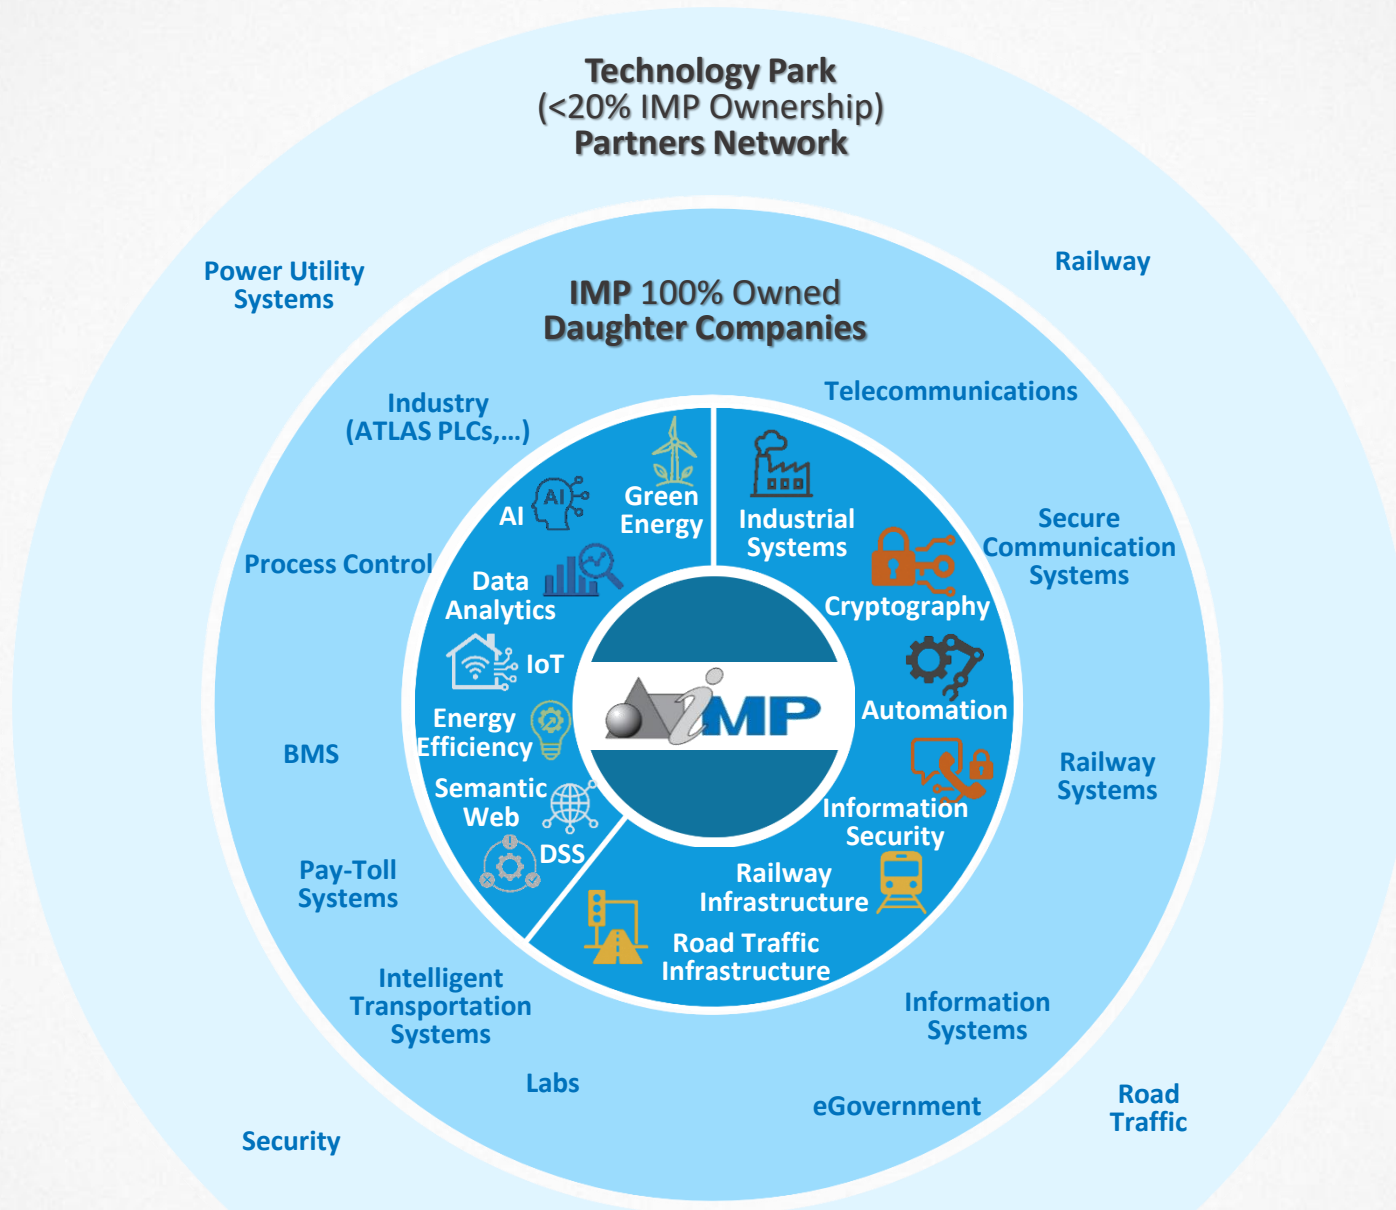 Technology Park
(<20% IMP Ownership)
Partners Network
Power Utility
Systems
Railway
IMP 100% Owned
Daughter Companies
Industry
(ATLAS PLCs,...)
Telecommunications
Process Control
Secure
Communication
Systems
BMS
Railway
Systems
Pay-Toll
Systems
Intelligent
Transportation
Systems
Information
Systems
Labs
eGovernment
Security
Road
Traffic
Green
Energy
AI
AI
Data
Analytics
IoT
Energy
Efficiency
Semantic
Web
DSS
Industrial
Systems
Cryptography
Automation
Information
Security
Railway
Infrastructure
Road Traffic
Infrastructure
iMP